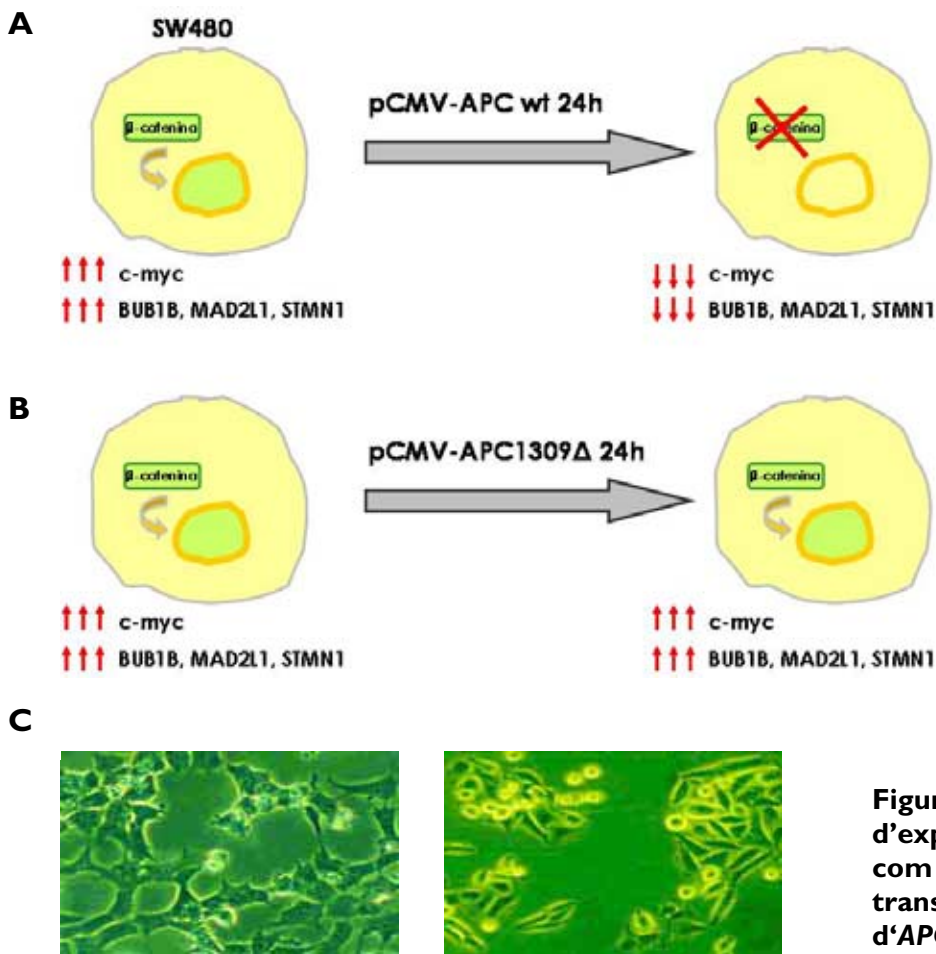 A
SW480
β-catenina
pCMV-APC wt 24h
β-catenina
↑↑↑ c-myc
↑↑↑ BUB1B, MAD2L1, STMN1
↓↓↓ c-myc
↓↓↓ BUB1B, MAD2L1, STMN1
B
β-catenina
pCMV-APC1309Δ 24h
β-catenina
↑↑↑ c-myc
↑↑↑ BUB1B, MAD2L1, STMN1
↑↑↑ c-myc
↑↑↑ BUB1B, MAD2L1, STMN1
C
Figur
d'exp
com
trans
d'APC